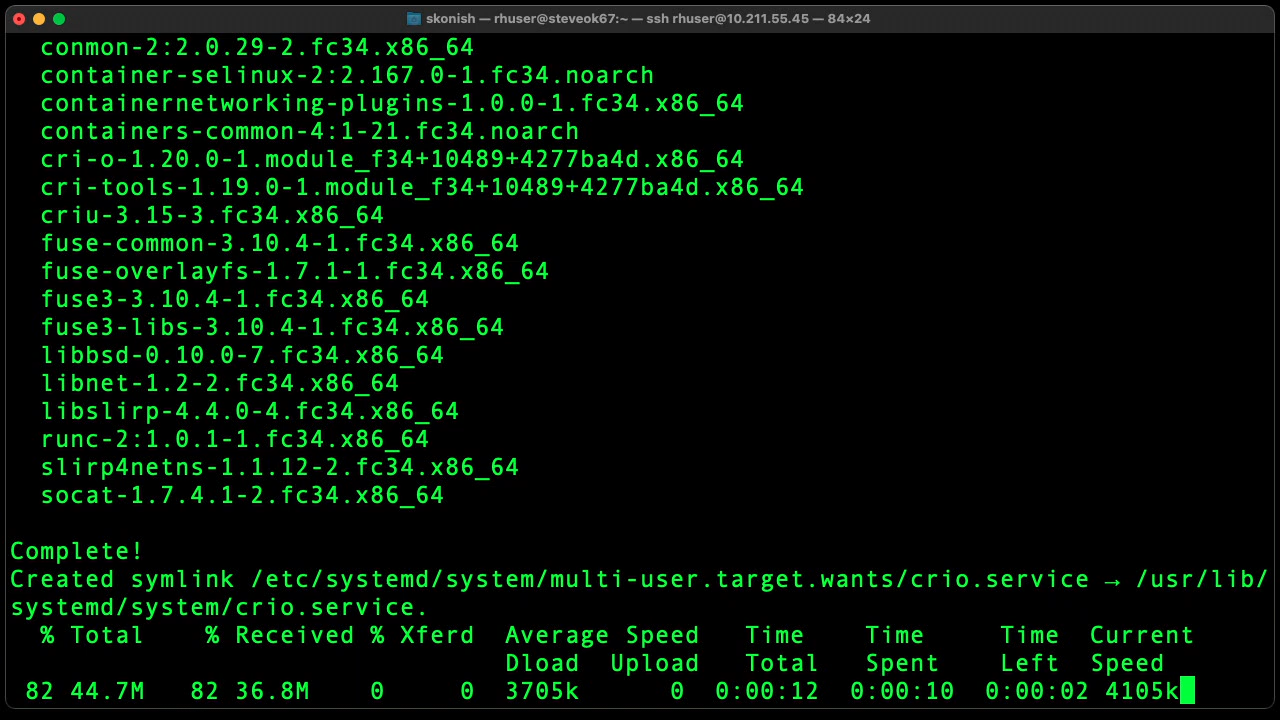 skonish — rhuser@steveok67:~ — ssh rhuser@10.211.55.45 — 84×24
conmon-2:2.0.29-2.fc34.x86_64
container-selinux-2:2.167.0-1.fc34.noarch
containernetworking-plugins-1.0.0-1.fc34.x86_64
containers-common-4:1-21.fc34.noarch
cri-o-1.20.0-1.module_f34+10489+4277ba4d.x86_64
cri-tools-1.19.0-1.module_f34+10489+4277ba4d.x86_64
criu-3.15-3.fc34.x86_64
fuse-common-3.10.4-1.fc34.x86_64
fuse-overlayfs-1.7.1-1.fc34.x86_64
fuse3-3.10.4-1.fc34.x86_64
fuse3-libs-3.10.4-1.fc34.x86_64
libbsd-0.10.0-7.fc34.x86_64
libnet-1.2-2.fc34.x86_64
libslirp-4.4.0-4.fc34.x86_64
runc-2:1.0.1-1.fc34.x86_64
slirp4netns-1.1.12-2.fc34.x86_64
socat-1.7.4.1-2.fc34.x86_64
Complete!
Created symlink /etc/systemd/system/multi-user.target.wants/crio.service → /usr/lib/
systemd/system/crio.service.
% Total % Received % Xferd Average Speed Time Time Time Current
Dload Upload Total Spent Left Speed
82 44.7M 82 36.8M 0 0 3705k 0 0:00:12 0:00:10 0:00:02 4105k